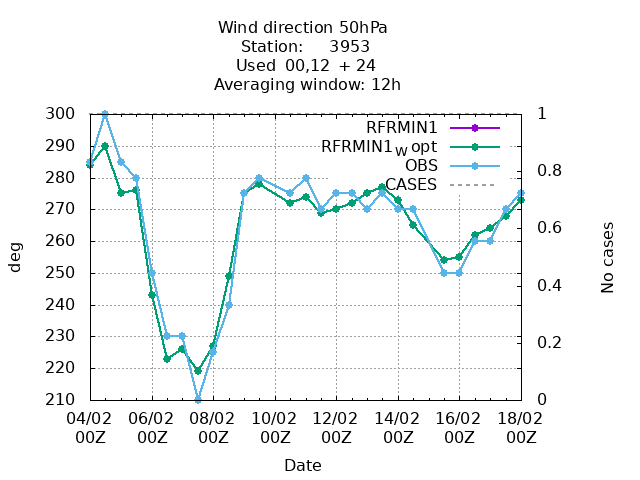 Wind direction 50hPa
Station: 3953
Used 00,12 + 24
Averaging window: 12h
300
290
280
270
260
250
240
230
220
210
deg
1
0.8
0.6
0.4
0.2
0
No cases
RFRMIN1
RFRMIN1w opt
OBS
CASES
04/02 06/02 08/02 10/02 12/02 14/02 16/02 18/02
00Z 00Z 00Z 00Z 00Z 00Z 00Z 00Z
Date